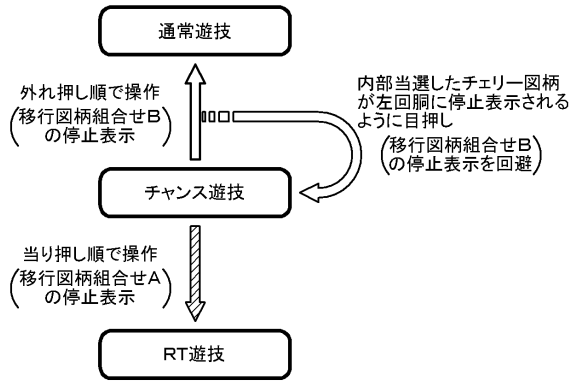 通常遊技
外れ押し順で操作
(移行図柄組合せB
の停止表示)
内部当選したチェリー図柄
が左回胴に停止表示される
ように目押し
(移行図柄組合せB
の停止表示を回避)
チャンス遊技
当り押し順で操作
(移行図柄組合せA
の停止表示)
RT遊技